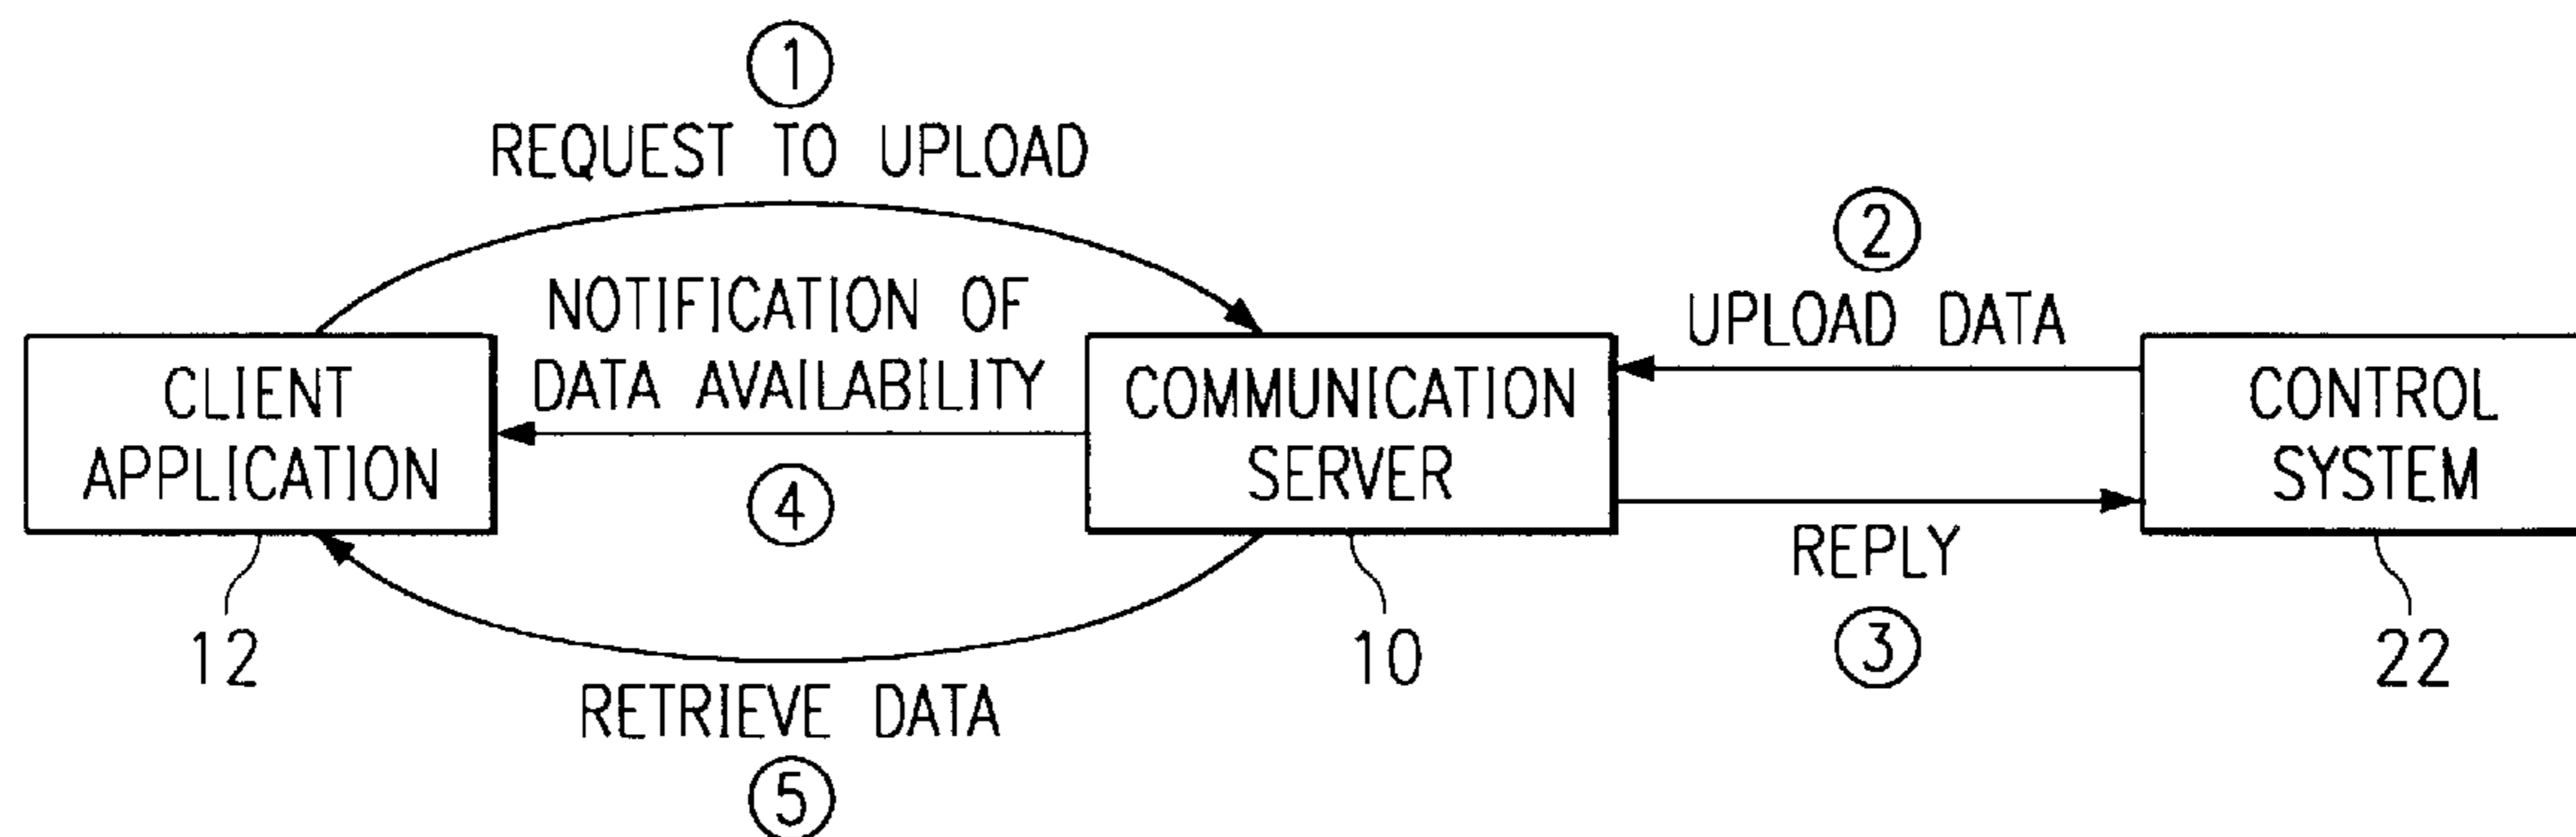 1
REQUEST TO UPLOAD
2
NOTIFICATION OF
DATA AVAILABILITY
UPLOAD DATA
CLIENT
APPLICATION
COMMUNICATION
SERVER
CONTROL
SYSTEM
4
REPLY
3
12
10
22
RETRIEVE DATA
5